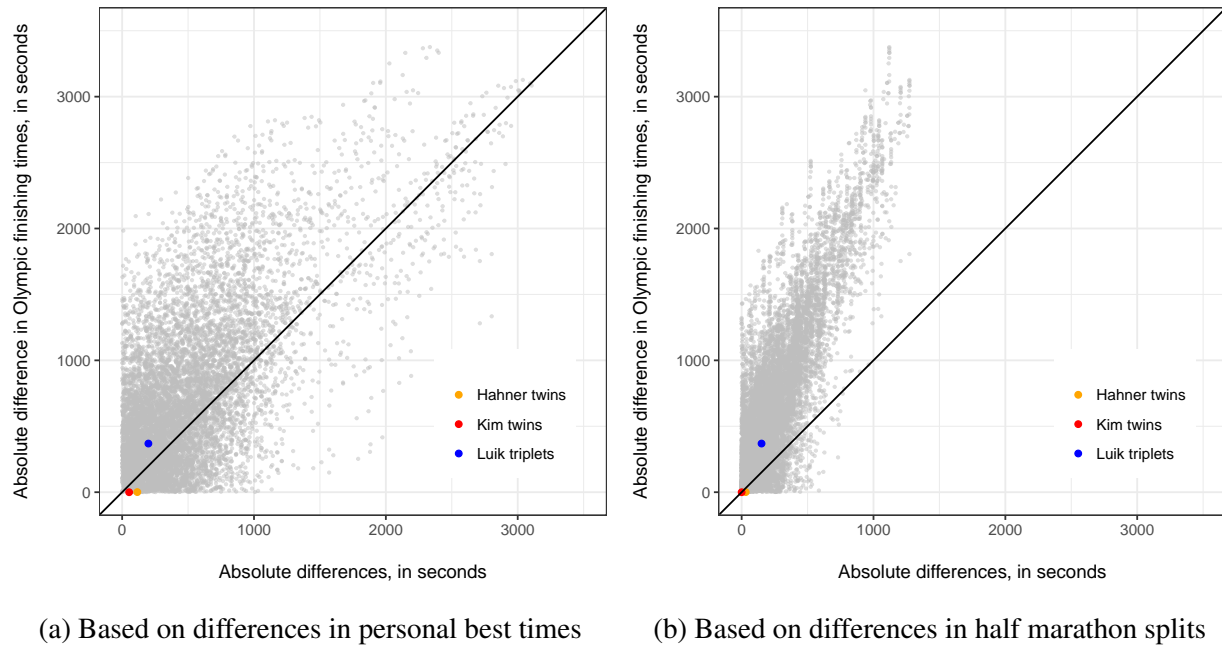 Absolute difference in Olympic finishing times, in seconds
3000
2000
1000
0
0
1000
2000
3000
Absolute differences, in seconds
Hahner twins
Kim twins
Luik triplets
(a) Based on differences in personal best times
Absolute difference in Olympic finishing times, in seconds
3000
2000
1000
0
0
1000
2000
3000
Absolute differences, in seconds
Hahner twins
Kim twins
Luik triplets
(b) Based on differences in half marathon splits